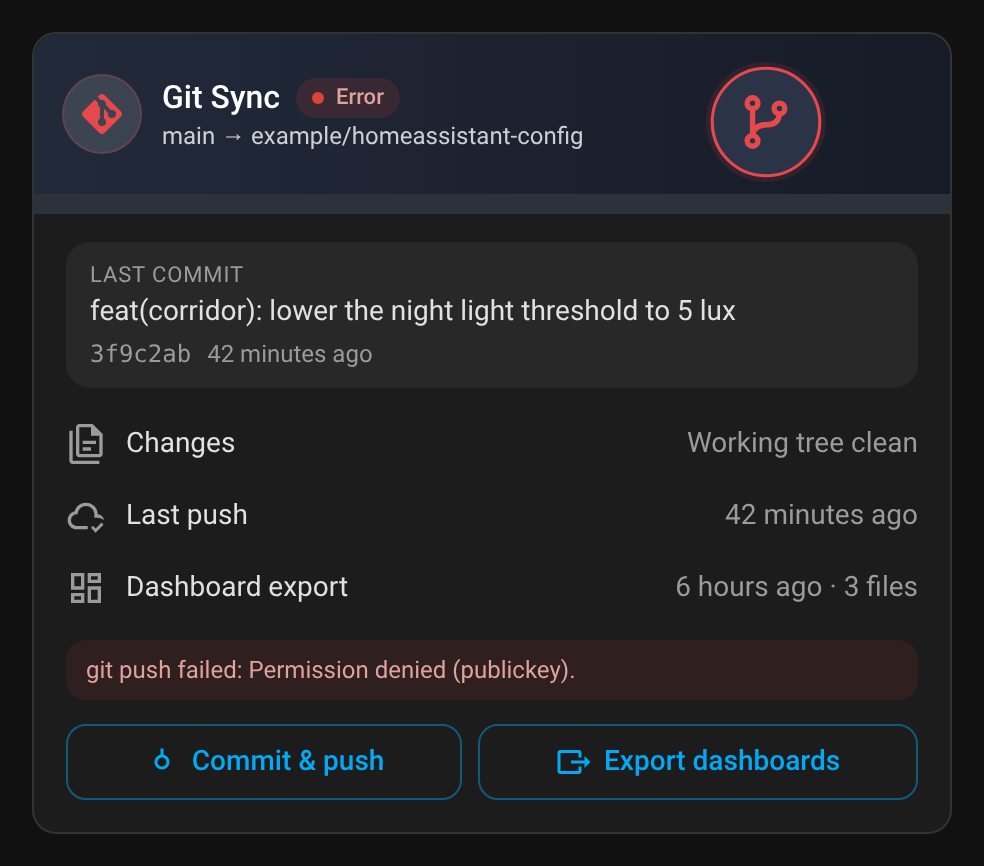 Git Sync
Error
main → example/homeassistant-config
LAST COMMIT
feat(corridor): lower the night light threshold to 5 lux
3f9c2ab 42 minutes ago
Changes Working tree clean
Last push 42 minutes ago
Dashboard export 6 hours ago · 3 files
git push failed: Permission denied (publickey).
Commit & push Export dashboards